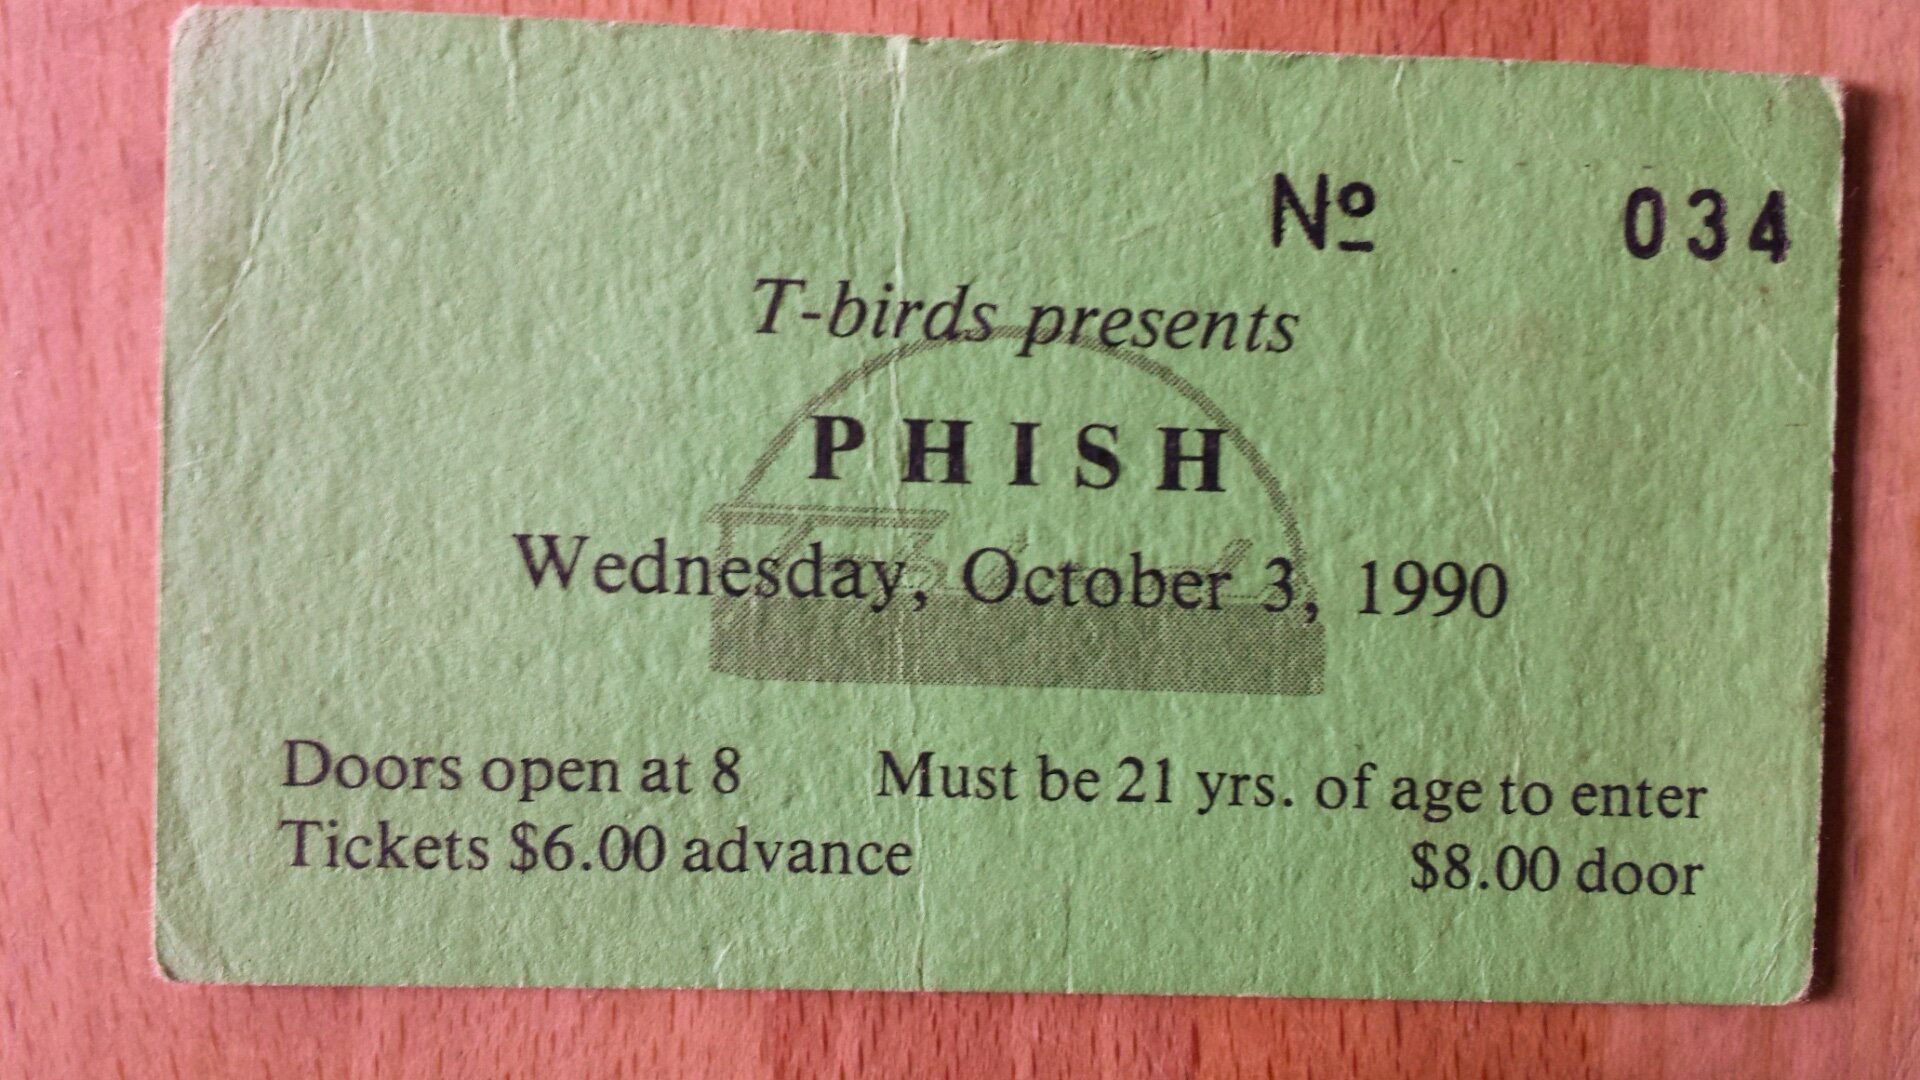 Nº 034
T-birds presents
PHISH
Wednesday, October 3, 1990
Doors open at 8 Must be 21 yrs. of age to enter
Tickets $6.00 advance $8.00 door